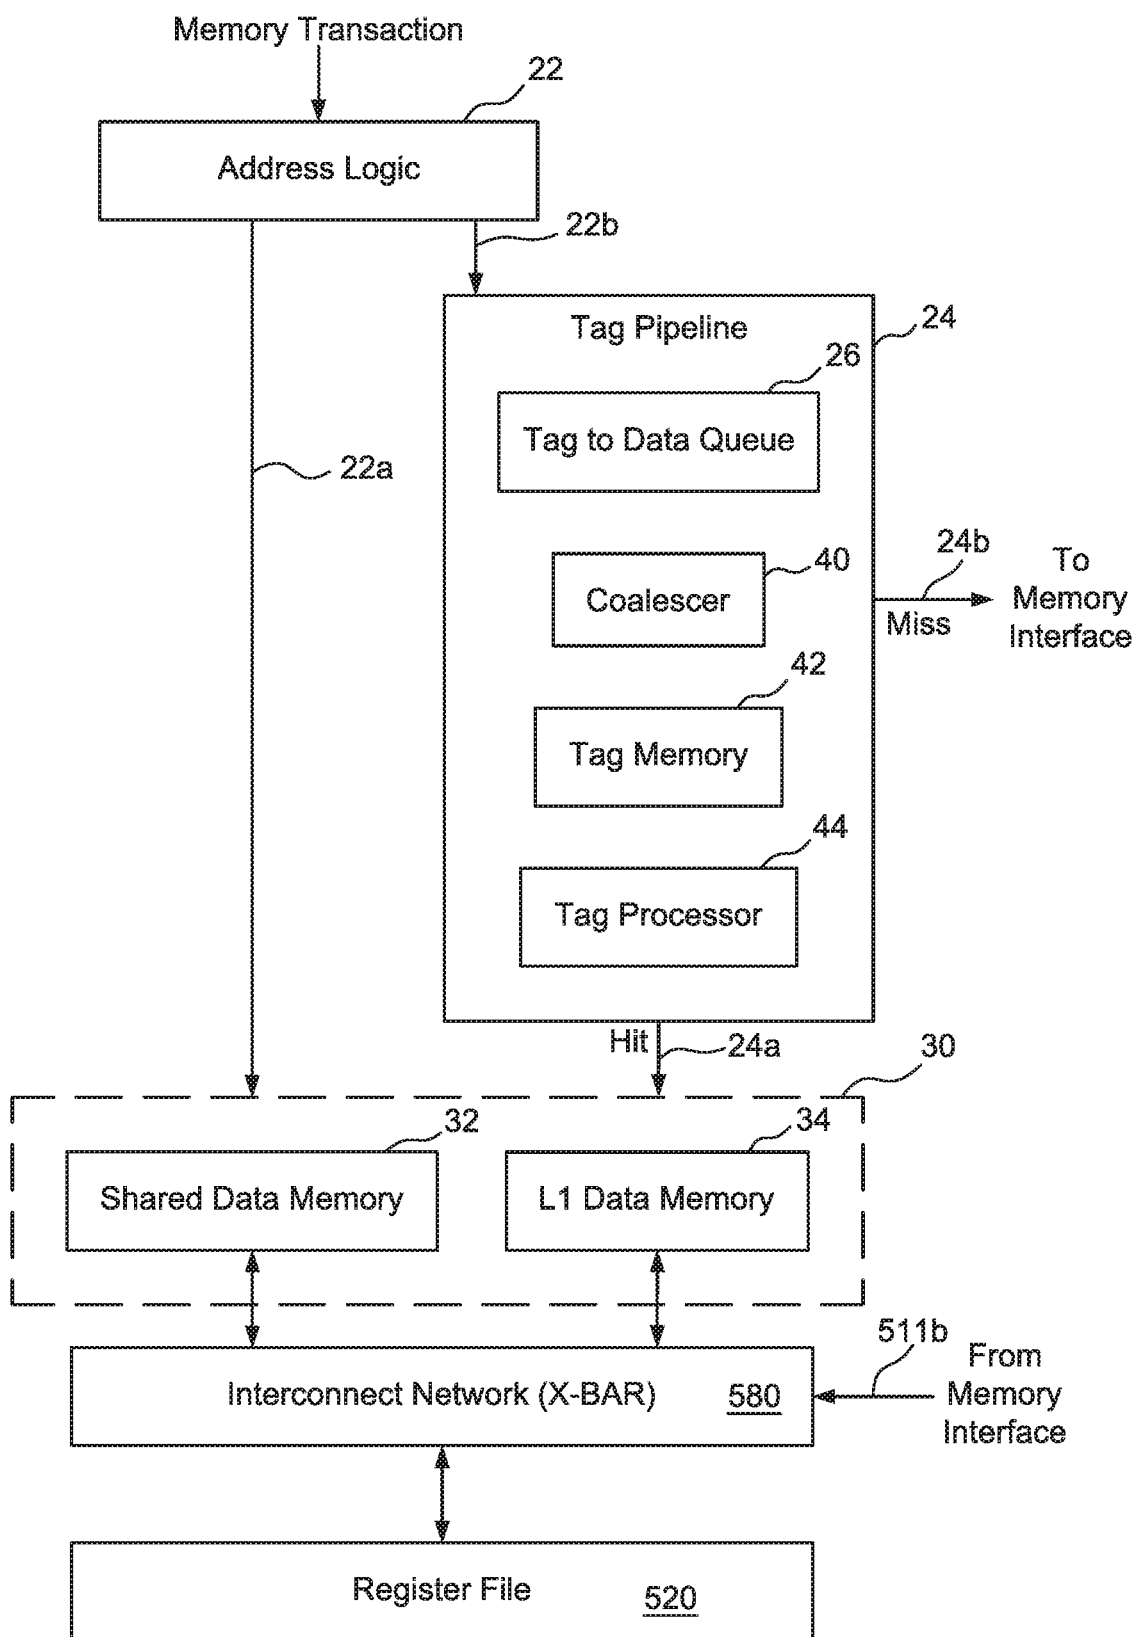 Memory Transaction
22
Address Logic
22b
22a
Tag Pipeline
24
26
Tag to Data Queue
40
Coalescer
24b
Miss
To
Memory
Interface
42
Tag Memory
44
Tag Processor
Hit
24a
30
32
Shared Data Memory
34
L1 Data Memory
511b
From
Memory
Interface
Interconnect Network (X-BAR) 580
Register File 520